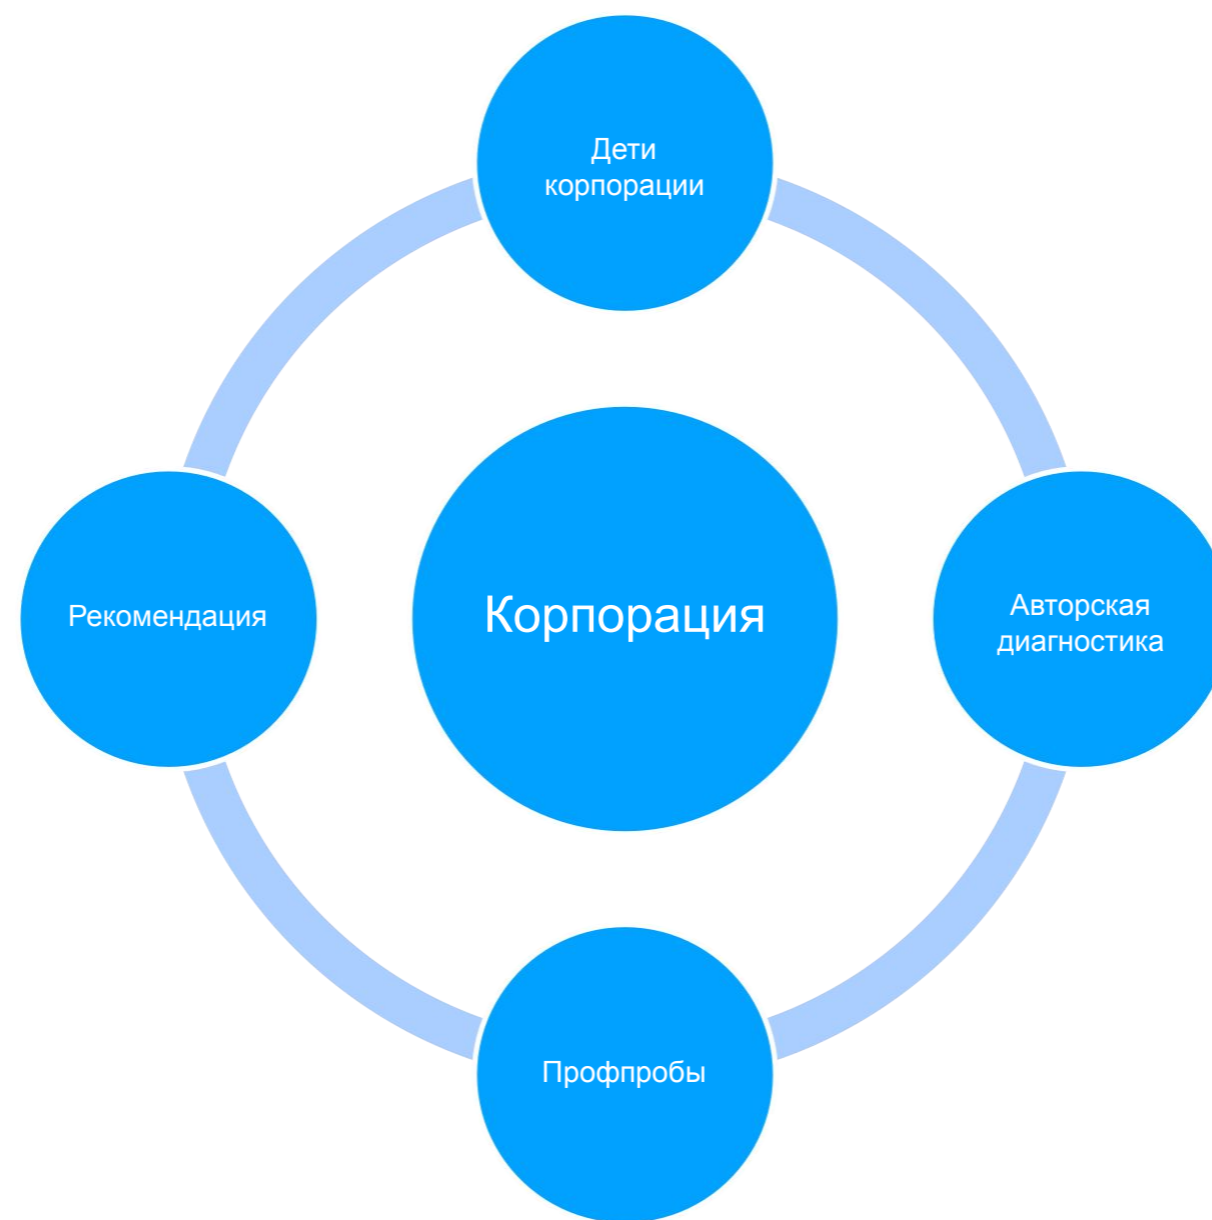 Дети
корпорации
Рекомендация
Корпорация
Авторская
диагностика
Профпробы